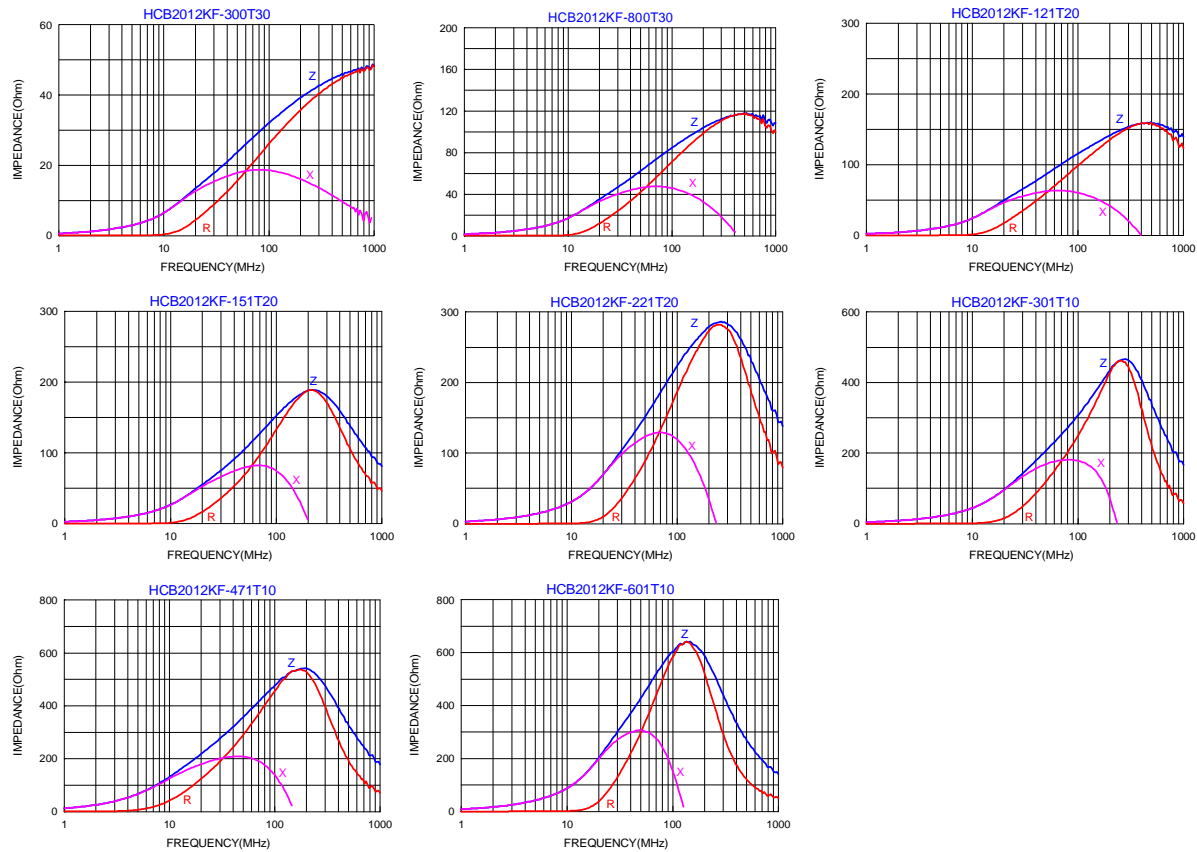 HCB2012KF-300T30
60
40
20
0
IMPEDANCE(Ohm)
Z
X
R
1
10
100
1000
FREQUENCY(MHz)
HCB2012KF-800T30
200
180
160
140
120
100
80
60
40
20
0
IMPEDANCE(Ohm)
Z
X
R
1
10
100
1000
FREQUENCY(MHz)
HCB2012KF-121T20
300
200
100
0
IMPEDANCE(Ohm)
Z
X
R
1
10
100
1000
FREQUENCY(MHz)
HCB2012KF-151T20
300
200
100
0
IMPEDANCE(Ohm)
Z
X
R
1
10
100
1000
FREQUENCY(MHz)
HCB2012KF-221T20
300
200
100
0
IMPEDANCE(Ohm)
Z
X
R
1
10
100
1000
FREQUENCY(MHz)
HCB2012KF-301T10
600
400
200
0
IMPEDANCE(Ohm)
Z
X
R
1
10
100
1000
FREQUENCY(MHz)
HCB2012KF-471T10
800
600
400
200
0
IMPEDANCE(Ohm)
Z
X
R
1
10
100
1000
FREQUENCY(MHz)
HCB2012KF-601T10
800
600
400
200
0
IMPEDANCE(Ohm)
Z
X
R
1
10
100
1000
FREQUENCY(MHz)